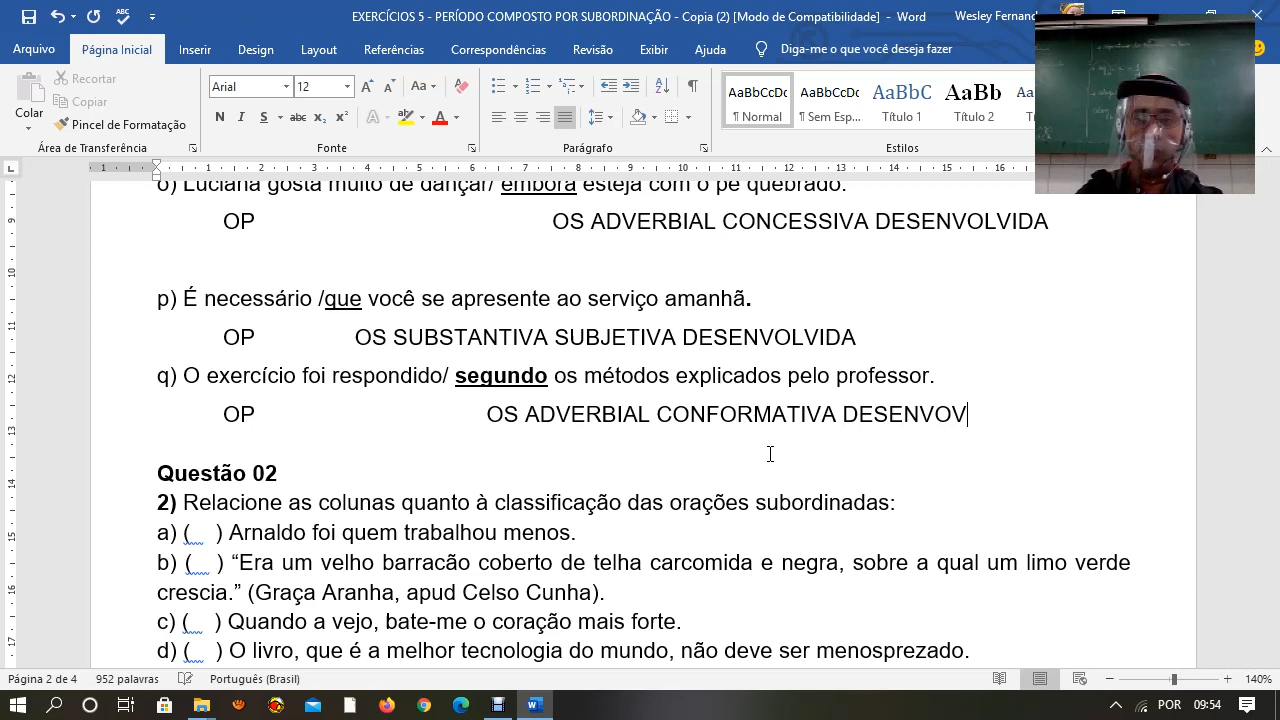 EXERCÍCIOS 5 - PERÍODO COMPOSTO POR SUBORDINAÇÃO - Copia (2) [Modo de Compatibilidade] - Word Wesley Fernan
Arquivo Página Inicial Inserir Design Layout Referências Correspondências Revisão Exibir Ajuda Diga-me o que você deseja fazer
Colar
Recortar
Copiar
Pincel de Formatação
Arial 12
N I S abc x₂ x²
AaBbCcDc AaBbCcDc AaBbC AaBb
¶ Normal ¶ Sem Esp... Título 1 Título 2
Área de Transferência Fonte Parágrafo Estilos
o) Luciana gosta muito de dançar/ embora esteja com o pé quebrado.
OP OS ADVERBIAL CONCESSIVA DESENVOLVIDA
p) É necessário /que você se apresente ao serviço amanhã.
OP OS SUBSTANTIVA SUBJETIVA DESENVOLVIDA
q) O exercício foi respondido/ segundo os métodos explicados pelo professor.
OP OS ADVERBIAL CONFORMATIVA DESENVOV
Questão 02
2) Relacione as colunas quanto à classificação das orações subordinadas:
a) ( ) Arnaldo foi quem trabalhou menos.
b) ( ) “Era um velho barracão coberto de telha carcomida e negra, sobre a qual um limo verde
crescia.” (Graça Aranha, apud Celso Cunha).
c) ( ) Quando a vejo, bate-me o coração mais forte.
d) ( ) O livro, que é a melhor tecnologia do mundo, não deve ser menosprezado.
Página 2 de 4 952 palavras Português (Brasil) 140%
POR 09:54